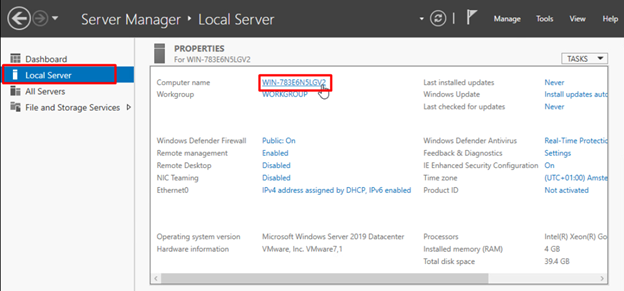 Server Manager ‣ Local Server
Manage Tools View Help
Dashboard
Local Server
All Servers
File and Storage Services
PROPERTIES
For WIN-783E6N5LGV2
TASKS
Computer name WIN-783E6N5LGV2 Last installed updates Never
Workgroup WORKGROUP Windows Update Install updates auto
Last checked for updates Never
Windows Defender Firewall Public: On Windows Defender Antivirus Real-Time Protectio
Remote management Enabled Feedback & Diagnostics Settings
Remote Desktop Disabled IE Enhanced Security Configuration On
NIC Teaming Disabled Time zone (UTC+01:00) Amste
Ethernet0 IPv4 address assigned by DHCP, IPv6 enabled Product ID Not activated
Operating system version Microsoft Windows Server 2019 Datacenter Processors Intel(R) Xeon(R) Go
Hardware information VMware, Inc. VMware7,1 Installed memory (RAM) 4 GB
Total disk space 39.4 GB